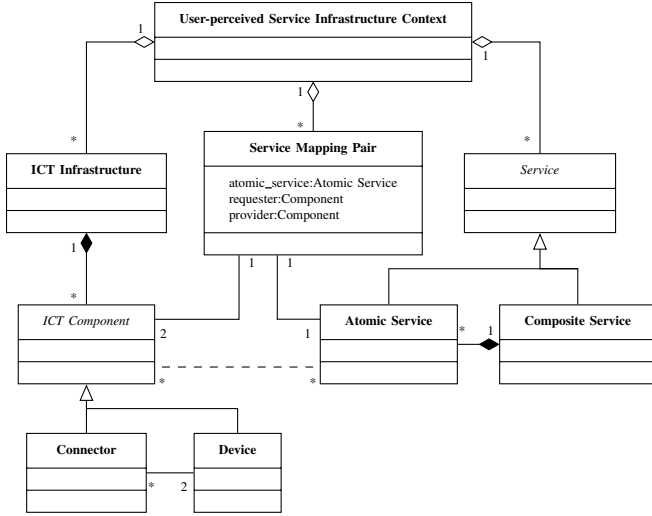 User-perceived Service Infrastructure Context
1
1
1
*
*
*
ICT Infrastructure
Service Mapping Pair
Service
atomic_service:Atomic Service
requester:Component
provider:Component
1
1
1
*
ICT Component
Atomic Service
Composite Service
2
1
*
1
*
*
Connector
Device
*
2